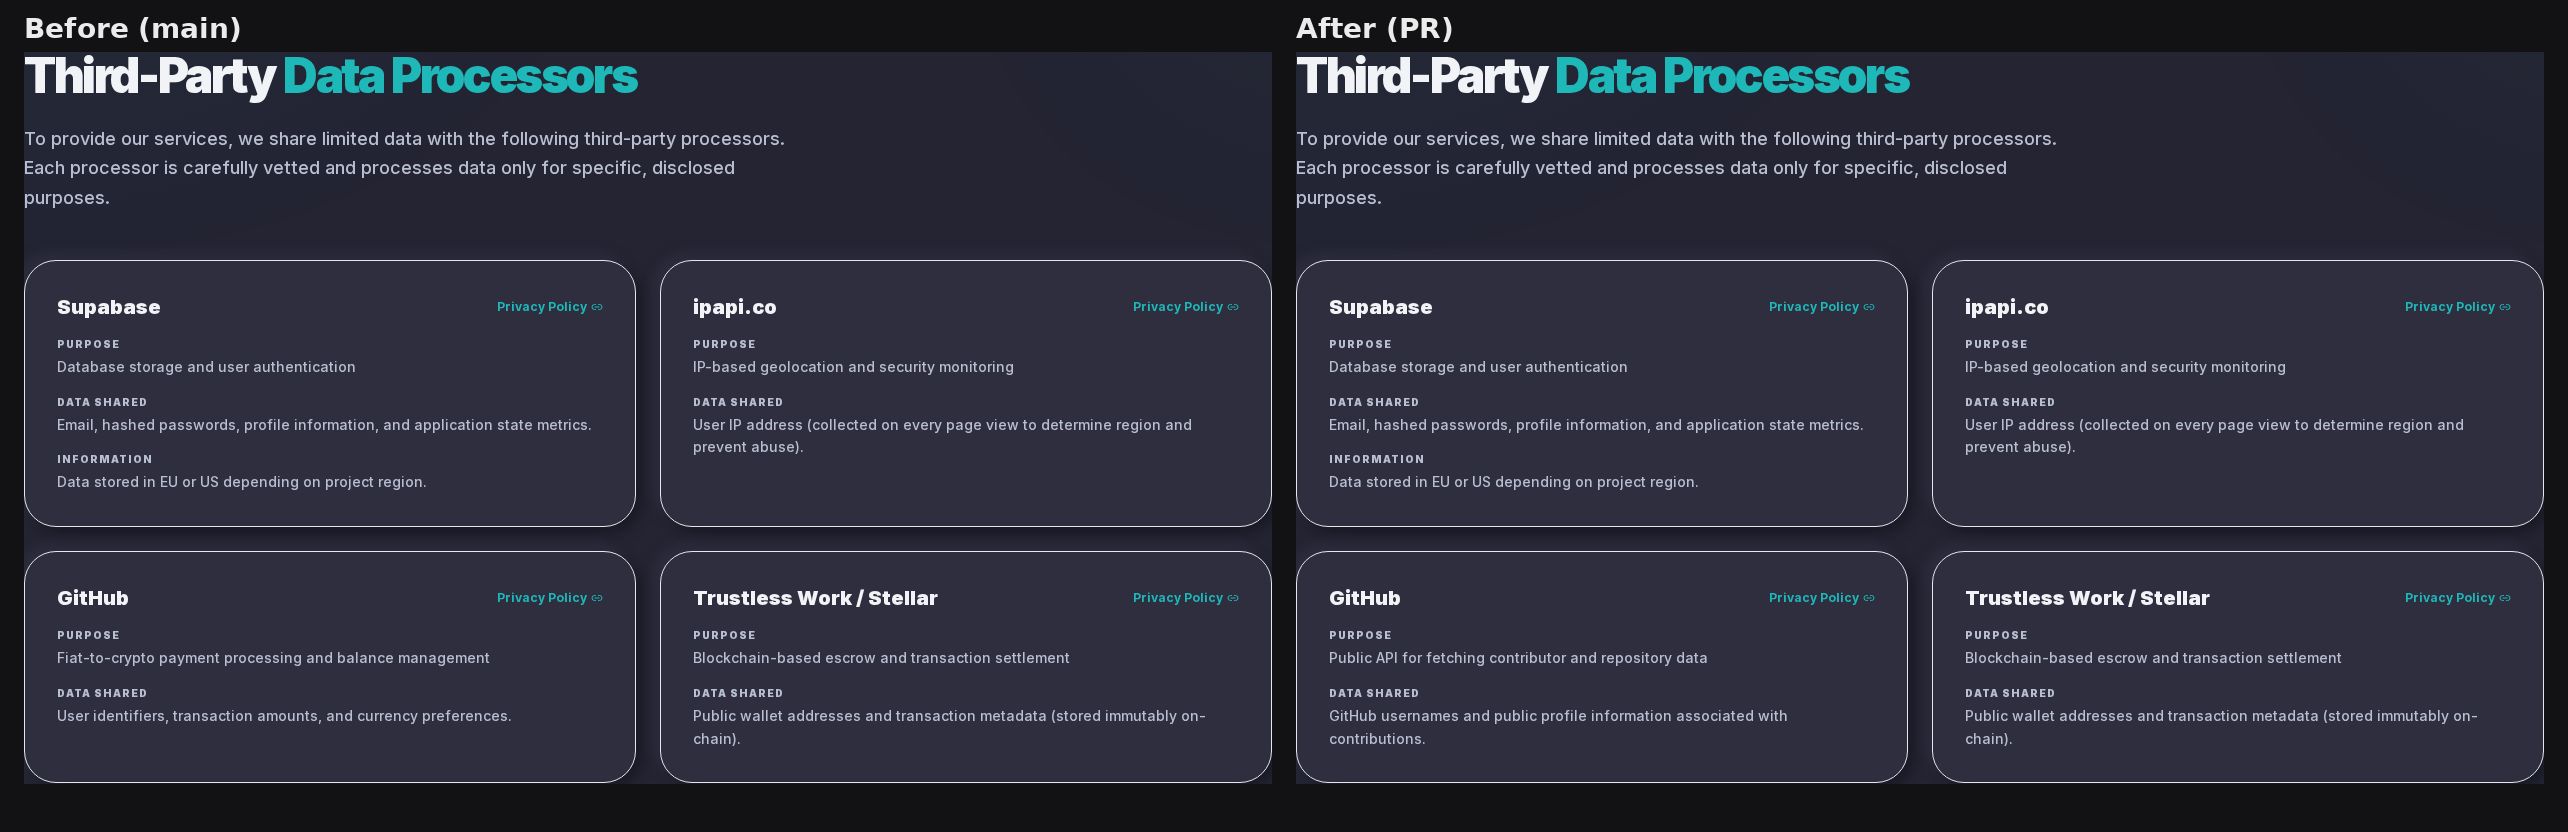 Before (main)
Third-Party Data Processors
To provide our services, we share limited data with the following third-party processors.
Each processor is carefully vetted and processes data only for specific, disclosed
purposes.
Supabase
Privacy Policy
PURPOSE
Database storage and user authentication
DATA SHARED
Email, hashed passwords, profile information, and application state metrics.
INFORMATION
Data stored in EU or US depending on project region.
ipapi.co
Privacy Policy
PURPOSE
IP-based geolocation and security monitoring
DATA SHARED
User IP address (collected on every page view to determine region and
prevent abuse).
GitHub
Privacy Policy
PURPOSE
Fiat-to-crypto payment processing and balance management
DATA SHARED
User identifiers, transaction amounts, and currency preferences.
Trustless Work / Stellar
Privacy Policy
PURPOSE
Blockchain-based escrow and transaction settlement
DATA SHARED
Public wallet addresses and transaction metadata (stored immutably on-
chain).
After (PR)
Third-Party Data Processors
To provide our services, we share limited data with the following third-party processors.
Each processor is carefully vetted and processes data only for specific, disclosed
purposes.
Supabase
Privacy Policy
PURPOSE
Database storage and user authentication
DATA SHARED
Email, hashed passwords, profile information, and application state metrics.
INFORMATION
Data stored in EU or US depending on project region.
ipapi.co
Privacy Policy
PURPOSE
IP-based geolocation and security monitoring
DATA SHARED
User IP address (collected on every page view to determine region and
prevent abuse).
GitHub
Privacy Policy
PURPOSE
Public API for fetching contributor and repository data
DATA SHARED
GitHub usernames and public profile information associated with
contributions.
Trustless Work / Stellar
Privacy Policy
PURPOSE
Blockchain-based escrow and transaction settlement
DATA SHARED
Public wallet addresses and transaction metadata (stored immutably on-
chain).